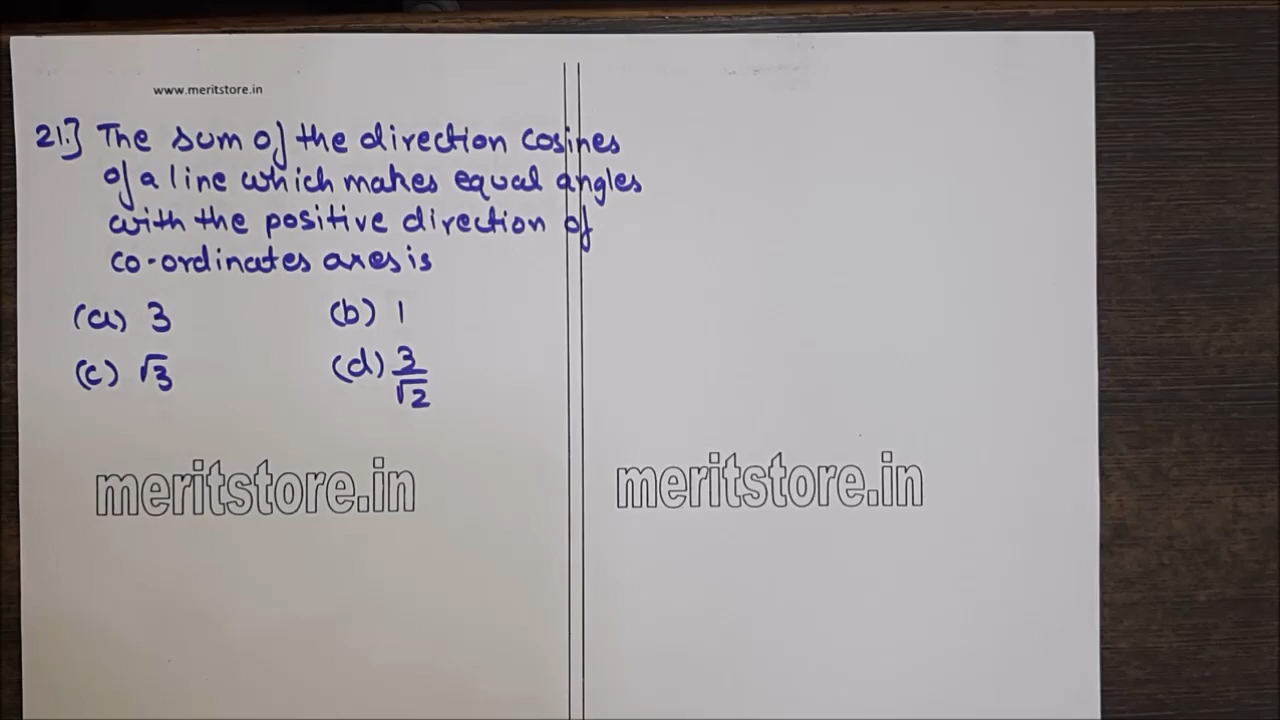 www.meritstore.in
21.] The sum of the direction cosines
of a line which makes equal angles
with the positive direction of
co-ordinates axes is
(a) 3 (b) 1
(c) √3 (d) 3/√2
meritstore.in meritstore.in